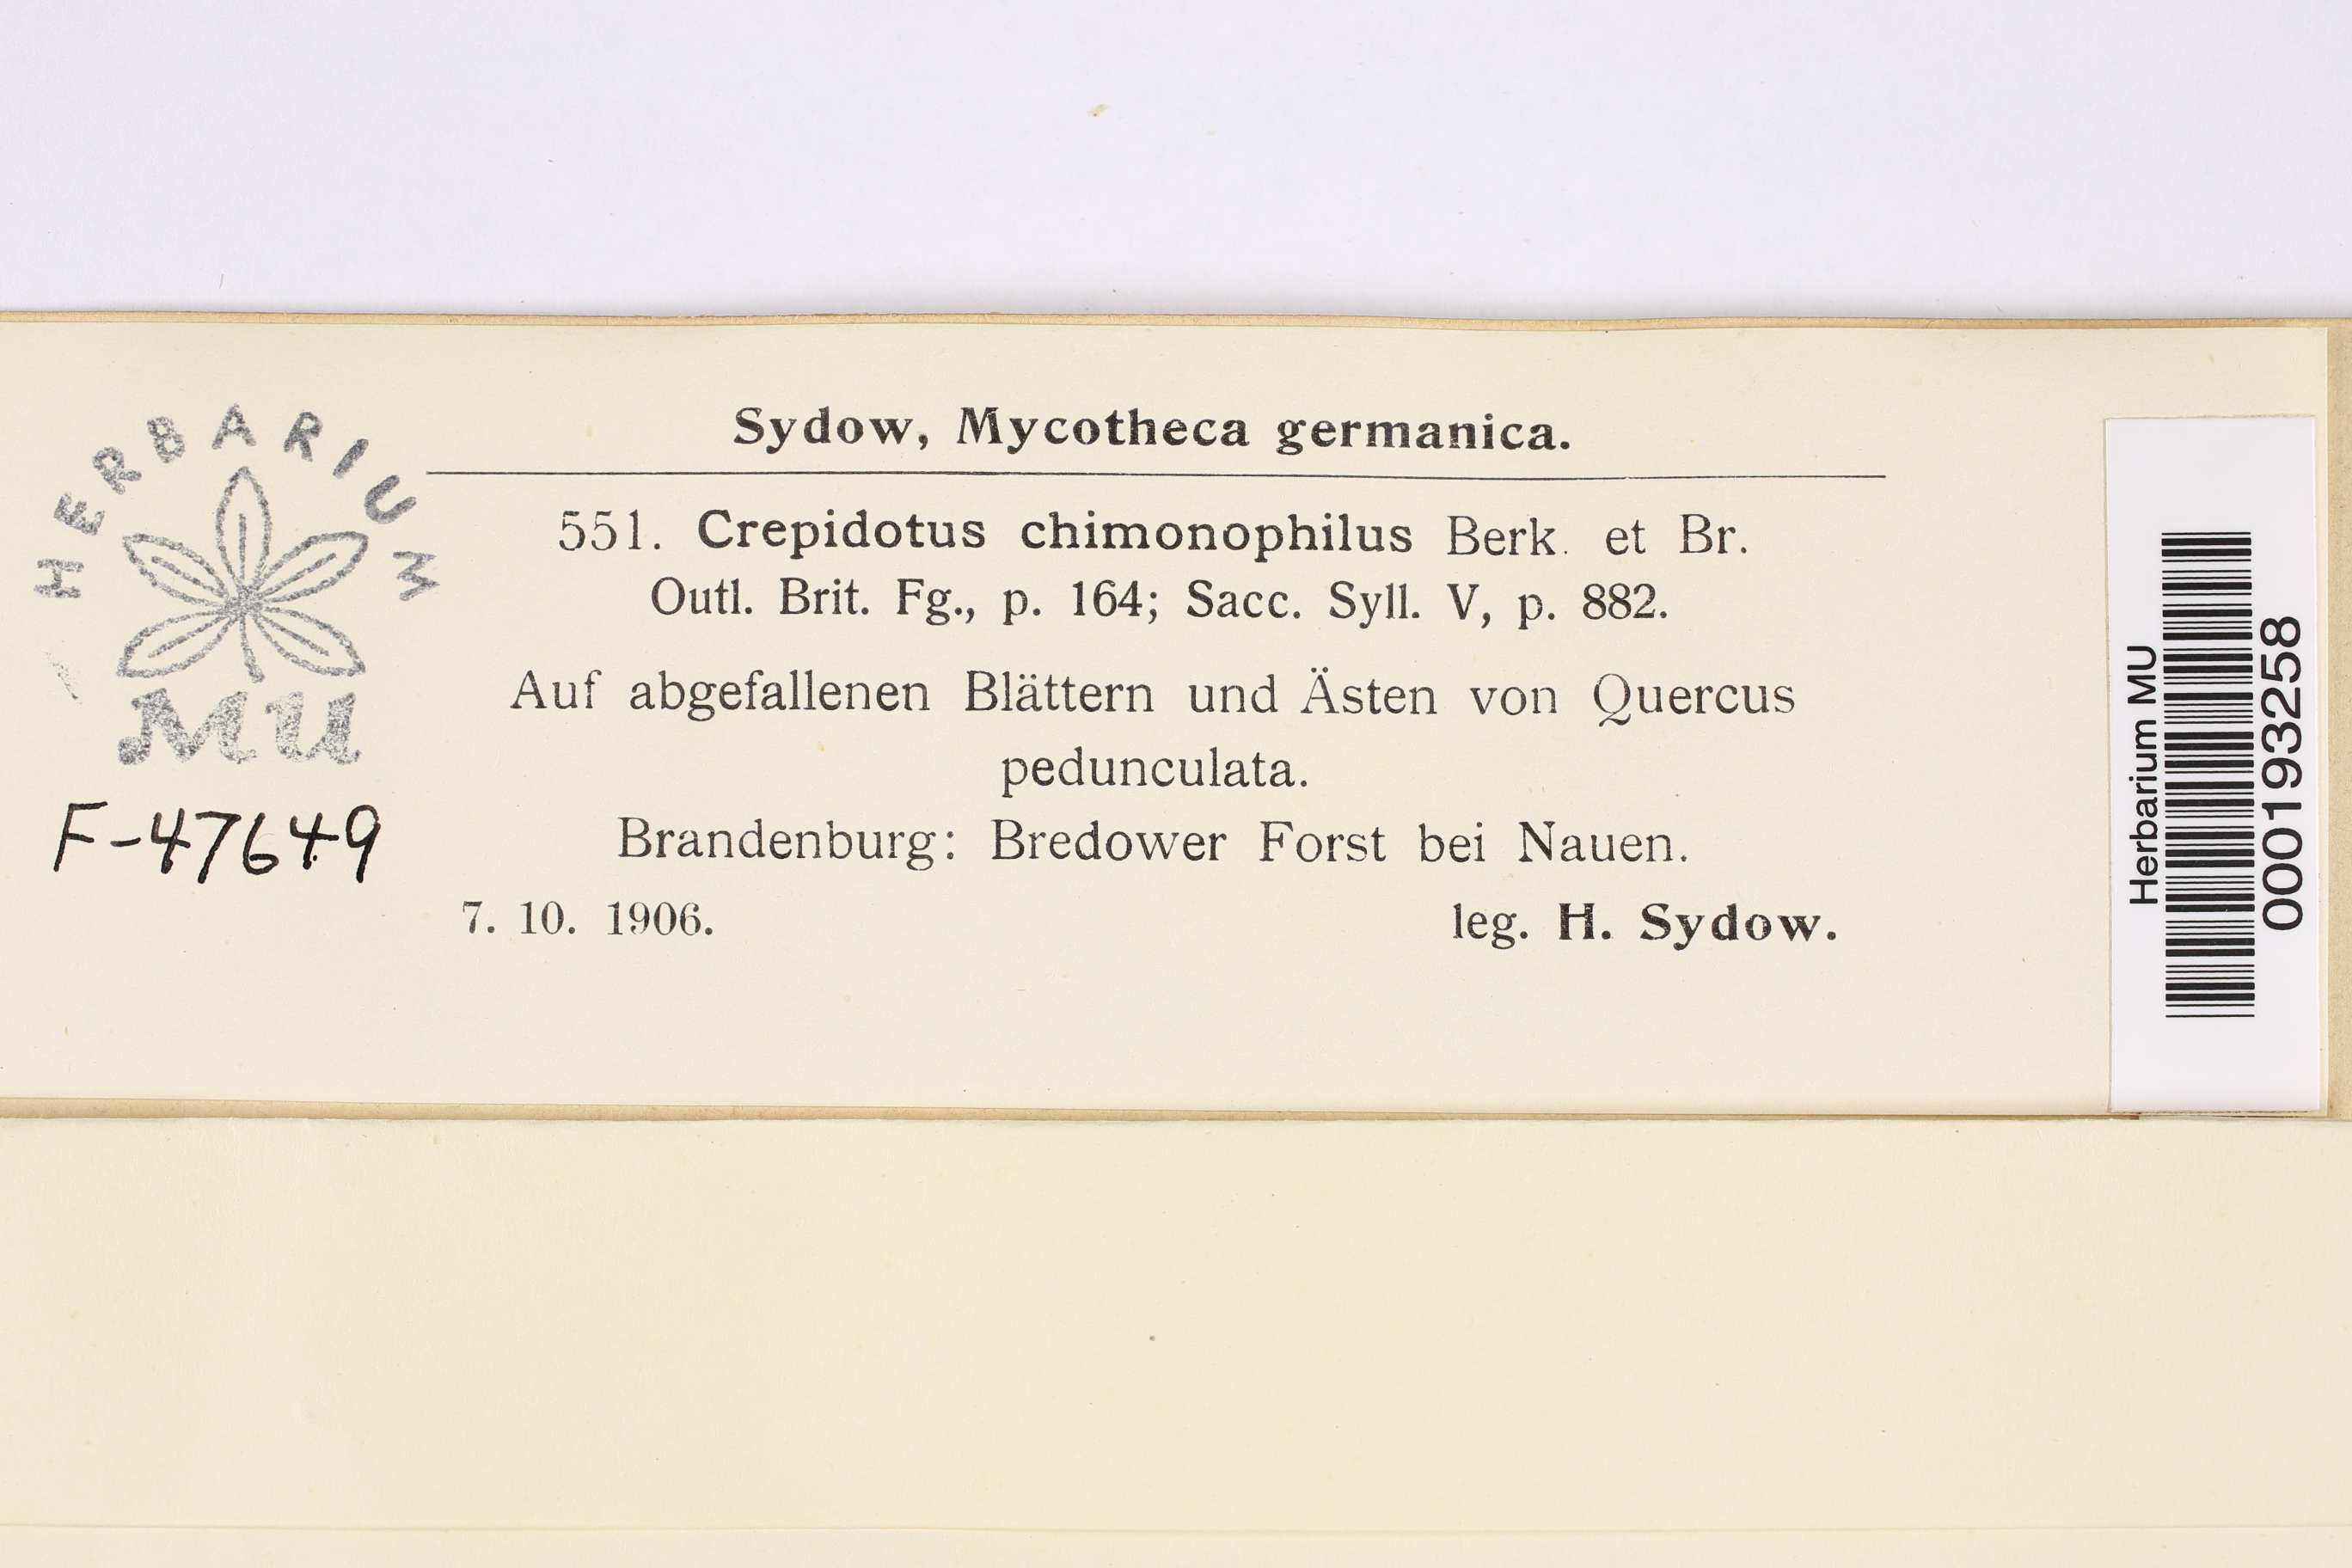 HERBARIUM
MU
F-47649
Sydow, Mycotheca germanica.
551. Crepidotus chimonophilus Berk. et Br.
Outl. Brit. Fg., p. 164; Sacc. Syll. V, p. 882.
Auf abgefallenen Blättern und Ästen von Quercus
pedunculata.
Brandenburg: Bredower Forst bei Nauen.
7. 10. 1906. leg. H. Sydow.
Herbarium MU
000193258